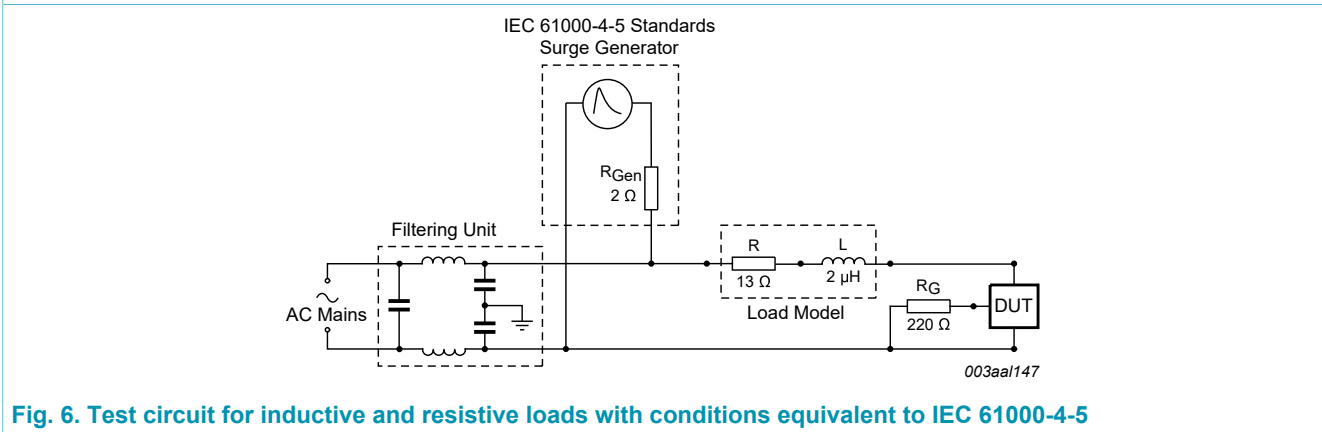 IEC 61000-4-5 Standards
Surge Generator
RGen
2 Ω
Filtering Unit
AC Mains
R
13 Ω
L
2 µH
Load Model
RG
220 Ω
DUT
003aal147
Fig. 6. Test circuit for inductive and resistive loads with conditions equivalent to IEC 61000-4-5